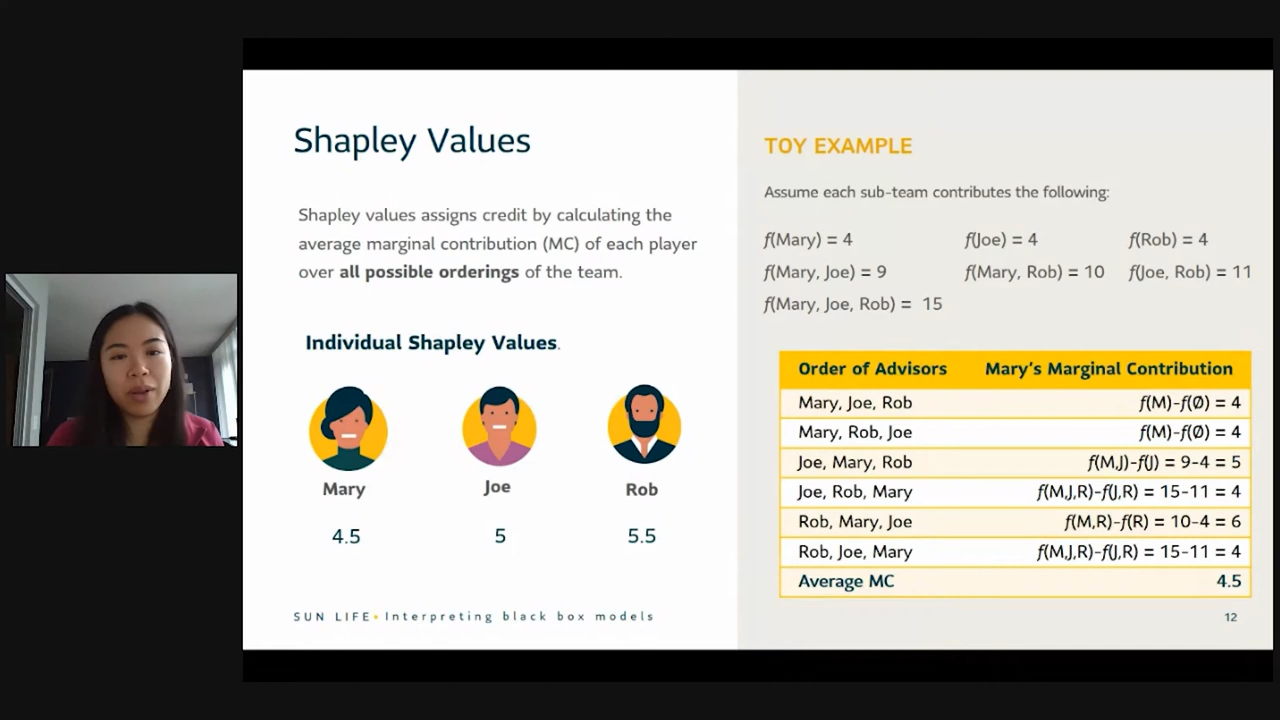 Shapley Values
Shapley values assigns credit by calculating the
average marginal contribution (MC) of each player
over all possible orderings of the team.
Individual Shapley Values.
Mary
Joe
Rob
4.5
5
5.5
SUN LIFE• Interpreting black box models
TOY EXAMPLE
Assume each sub-team contributes the following:
f(Mary) = 4 f(Joe) = 4 f(Rob) = 4
f(Mary, Joe) = 9 f(Mary, Rob) = 10 f(Joe, Rob) = 11
f(Mary, Joe, Rob) = 15
Order of Advisors Mary's Marginal Contribution
Mary, Joe, Rob f(M)-f(Ø) = 4
Mary, Rob, Joe f(M)-f(Ø) = 4
Joe, Mary, Rob f(M,J)-f(J) = 9-4 = 5
Joe, Rob, Mary f(M,J,R)-f(J,R) = 15-11 = 4
Rob, Mary, Joe f(M,R)-f(R) = 10-4 = 6
Rob, Joe, Mary f(M,J,R)-f(J,R) = 15-11 = 4
Average MC 4.5
12